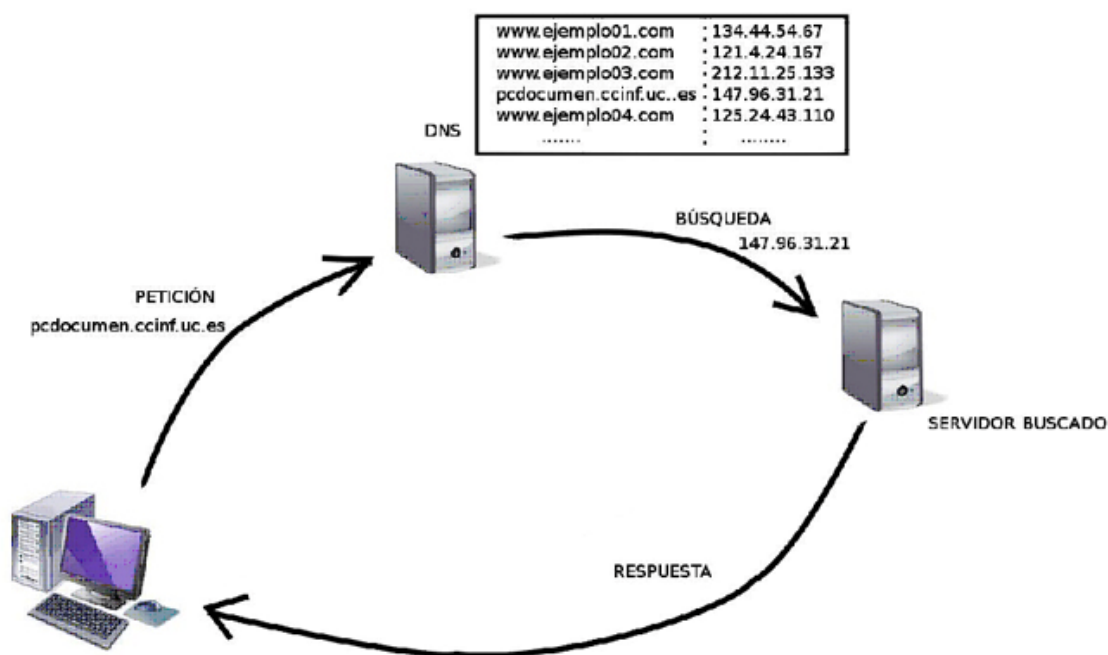 www.ejemplo01.com : 134.44.54.67
www.ejemplo02.com : 121.4.24.167
www.ejemplo03.com : 212.11.25.133
pcdocumen.ccinf.uc..es : 147.96.31.21
www.ejemplo04.com : 125.24.43.110
....... : ........
DNS
BÚSQUEDA
147.96.31.21
PETICIÓN
pcdocumen.ccinf.uc.es
SERVIDOR BUSCADO
RESPUESTA